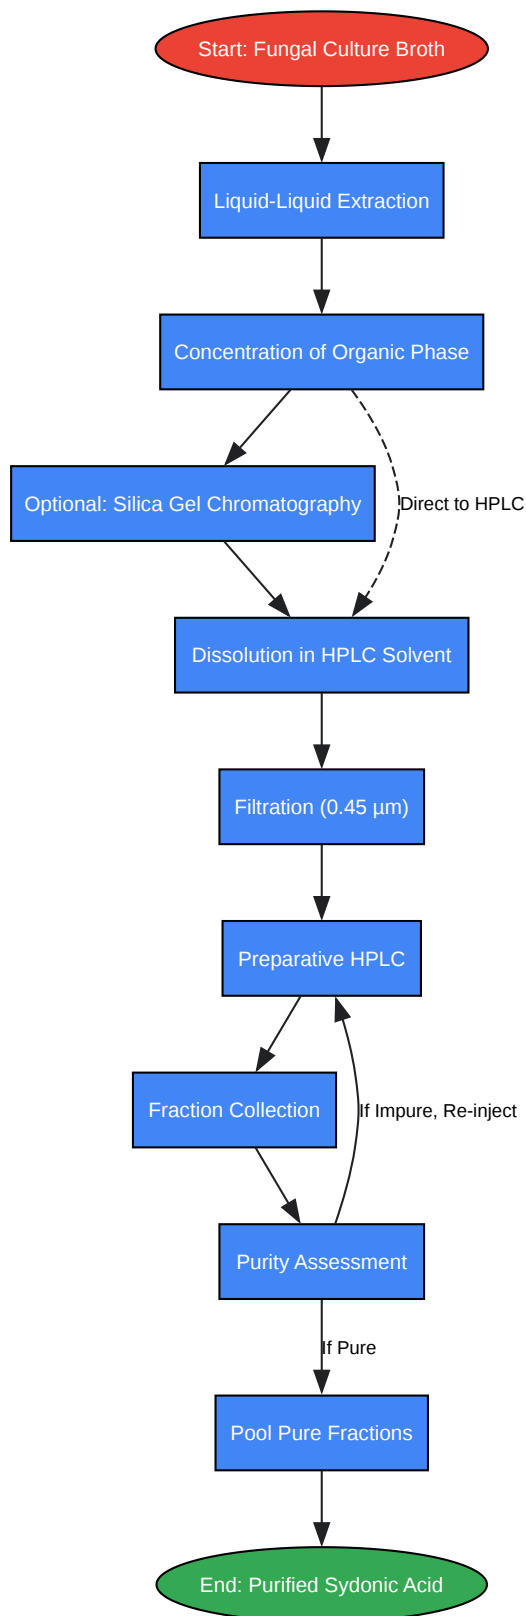 Start: Fungal Culture Broth
Liquid-Liquid Extraction
Concentration of Organic Phase
Optional: Silica Gel Chromatography
Direct to HPLC
Dissolution in HPLC Solvent
Filtration (0.45 µm)
Preparative HPLC
Fraction Collection
If Impure, Re-inject
Purity Assessment
If Pure
Pool Pure Fractions
End: Purified Sydonic Acid